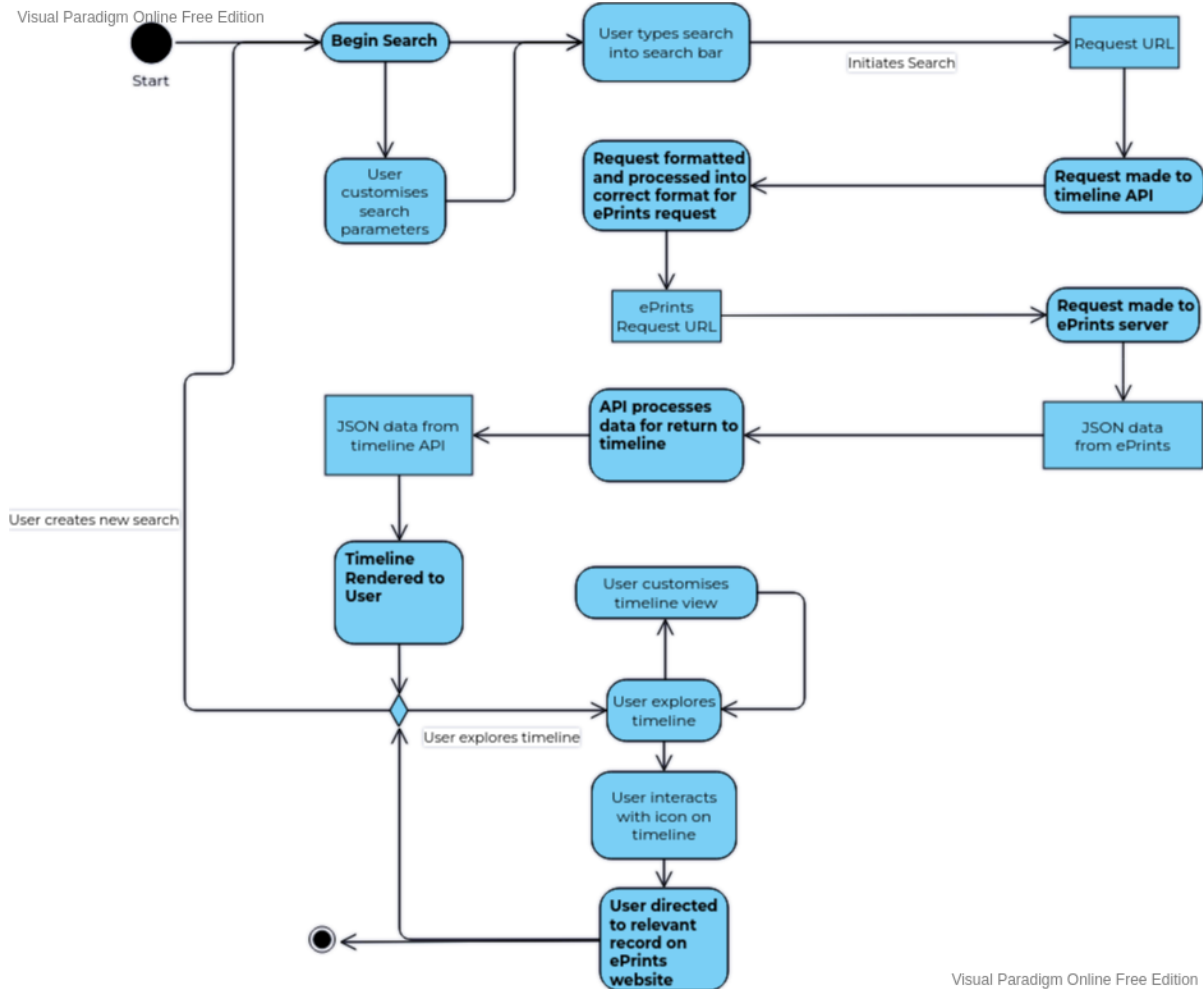 Visual Paradigm Online Free Edition
Start
Begin Search
User types search
into search bar
Initiates Search
Request URL
User
customises
search
parameters
Request formatted
and processed into
correct format for
ePrints request
Request made to
timeline API
ePrints
Request URL
Request made to
ePrints server
JSON data from
timeline API
API processes
data for return to
timeline
JSON data
from ePrints
User creates new search
Timeline
Rendered to
User
User customises
timeline view
User explores
timeline
User explores timeline
User interacts
with icon on
timeline
User directed
to relevant
record on
ePrints
website
Visual Paradigm Online Free Edition